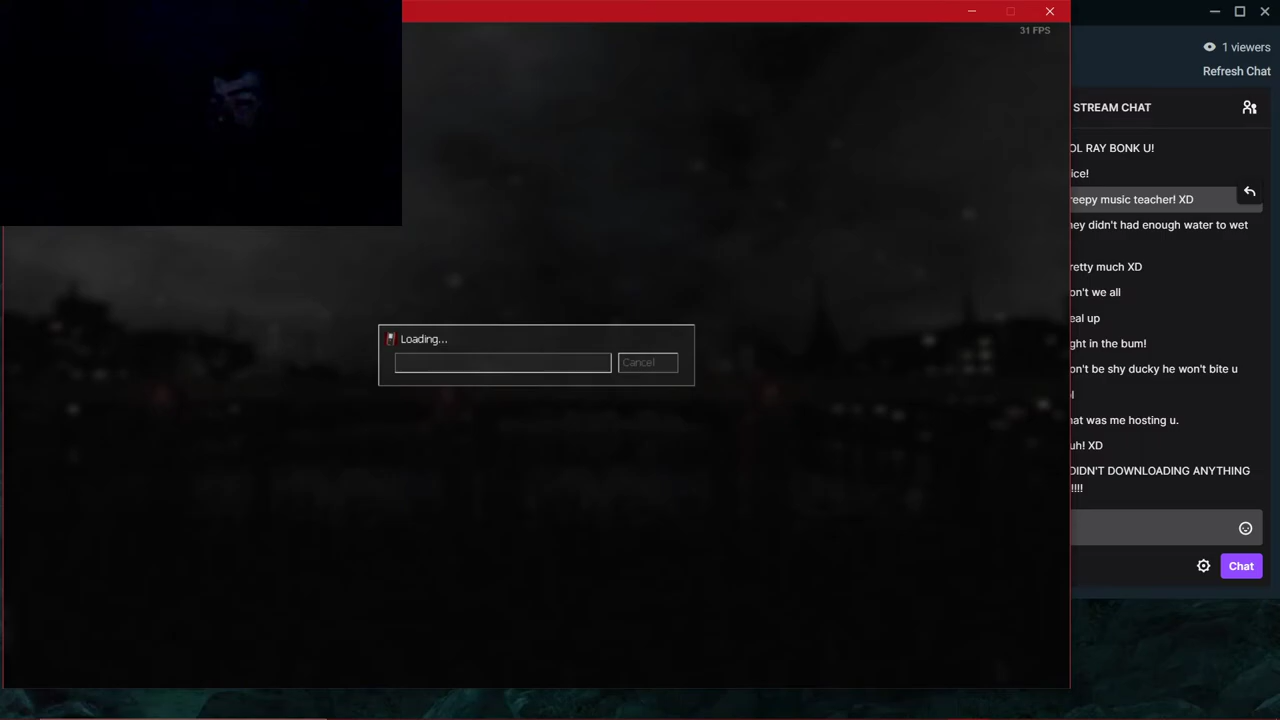 31 FPS
1 viewers
Refresh Chat
STREAM CHAT
OL RAY BONK U!
ice!
reepy music teacher! XD
ney didn't had enough water to wet
retty much XD
on't we all
eal up
ght in the bum!
on't be shy ducky he won't bite u
ol
hat was me hosting u.
uh! XD
DIDN'T DOWNLOADING ANYTHING
!!!!
Chat
Loading...
Cancel